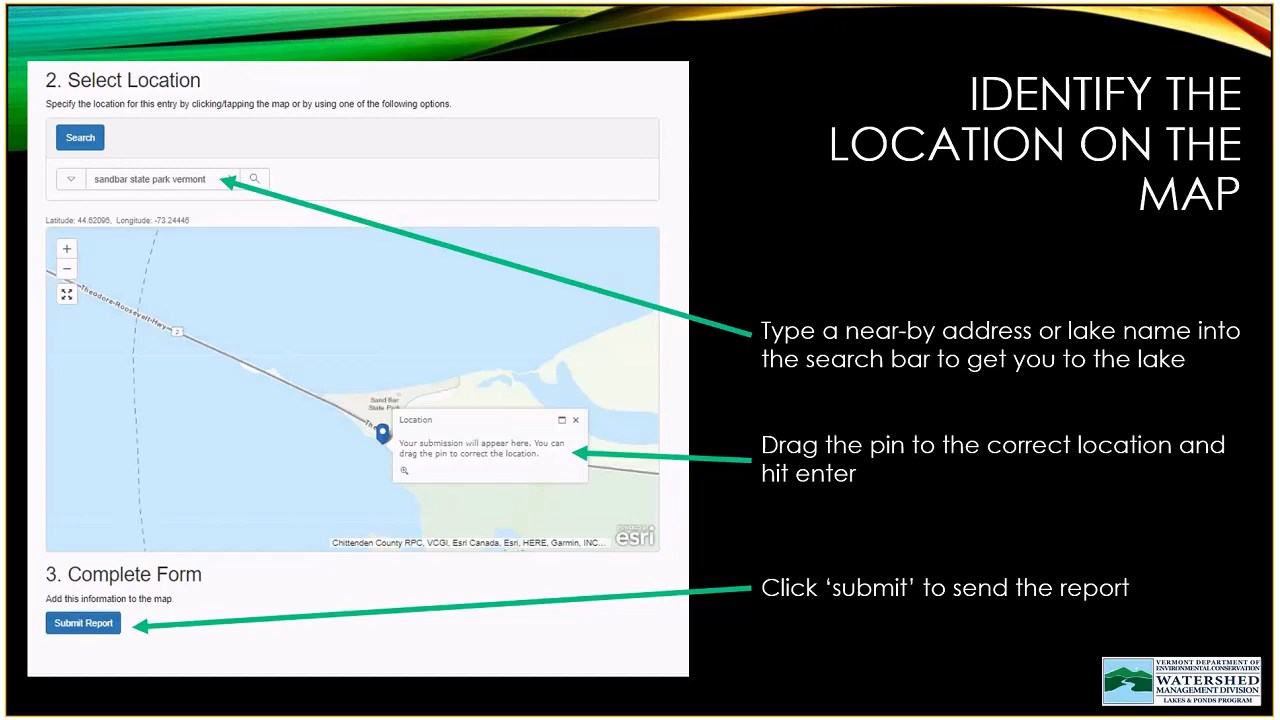 2. Select Location
Specify the location for this entry by clicking/tapping the map or by using one of the following options.
Search
sandbar state park vermont
Latitude: 44.62096, Longitude: -73.24446
+
−
Theodore-Roosevelt-Hwy
2
Sand Bar
State Park
Location
Your submission will appear here. You can
drag the pin to correct the location.
Chittenden County RPC, VCGI, Esri Canada, Esri, HERE, Garmin, INC...
esri
3. Complete Form
Add this information to the map.
Submit Report
IDENTIFY THE
LOCATION ON THE
MAP
Type a near-by address or lake name into
the search bar to get you to the lake
Drag the pin to the correct location and
hit enter
Click ‘submit’ to send the report
VERMONT DEPARTMENT OF
ENVIRONMENTAL CONSERVATION
WATERSHED
MANAGEMENT DIVISION
LAKES & PONDS PROGRAM